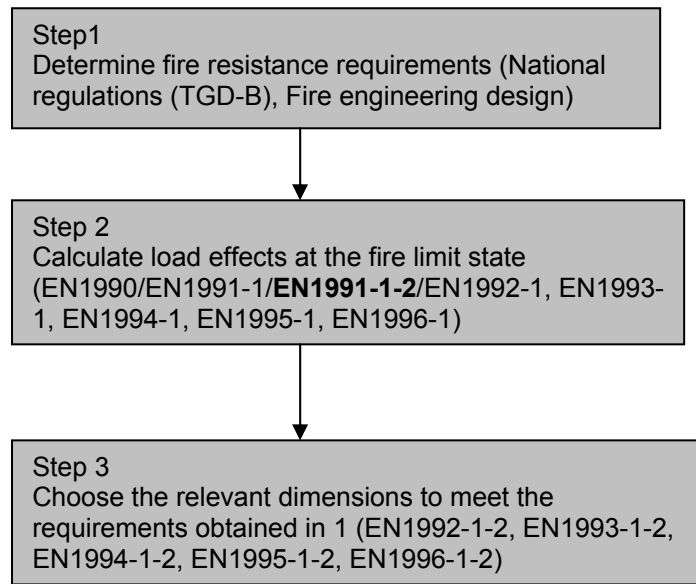 Step1
Determine fire resistance requirements (National
regulations (TGD-B), Fire engineering design)
Step 2
Calculate load effects at the fire limit state
(EN1990/EN1991-1/EN1991-1-2/EN1992-1, EN1993-
1, EN1994-1, EN1995-1, EN1996-1)
Step 3
Choose the relevant dimensions to meet the
requirements obtained in 1 (EN1992-1-2, EN1993-1-2,
EN1994-1-2, EN1995-1-2, EN1996-1-2)